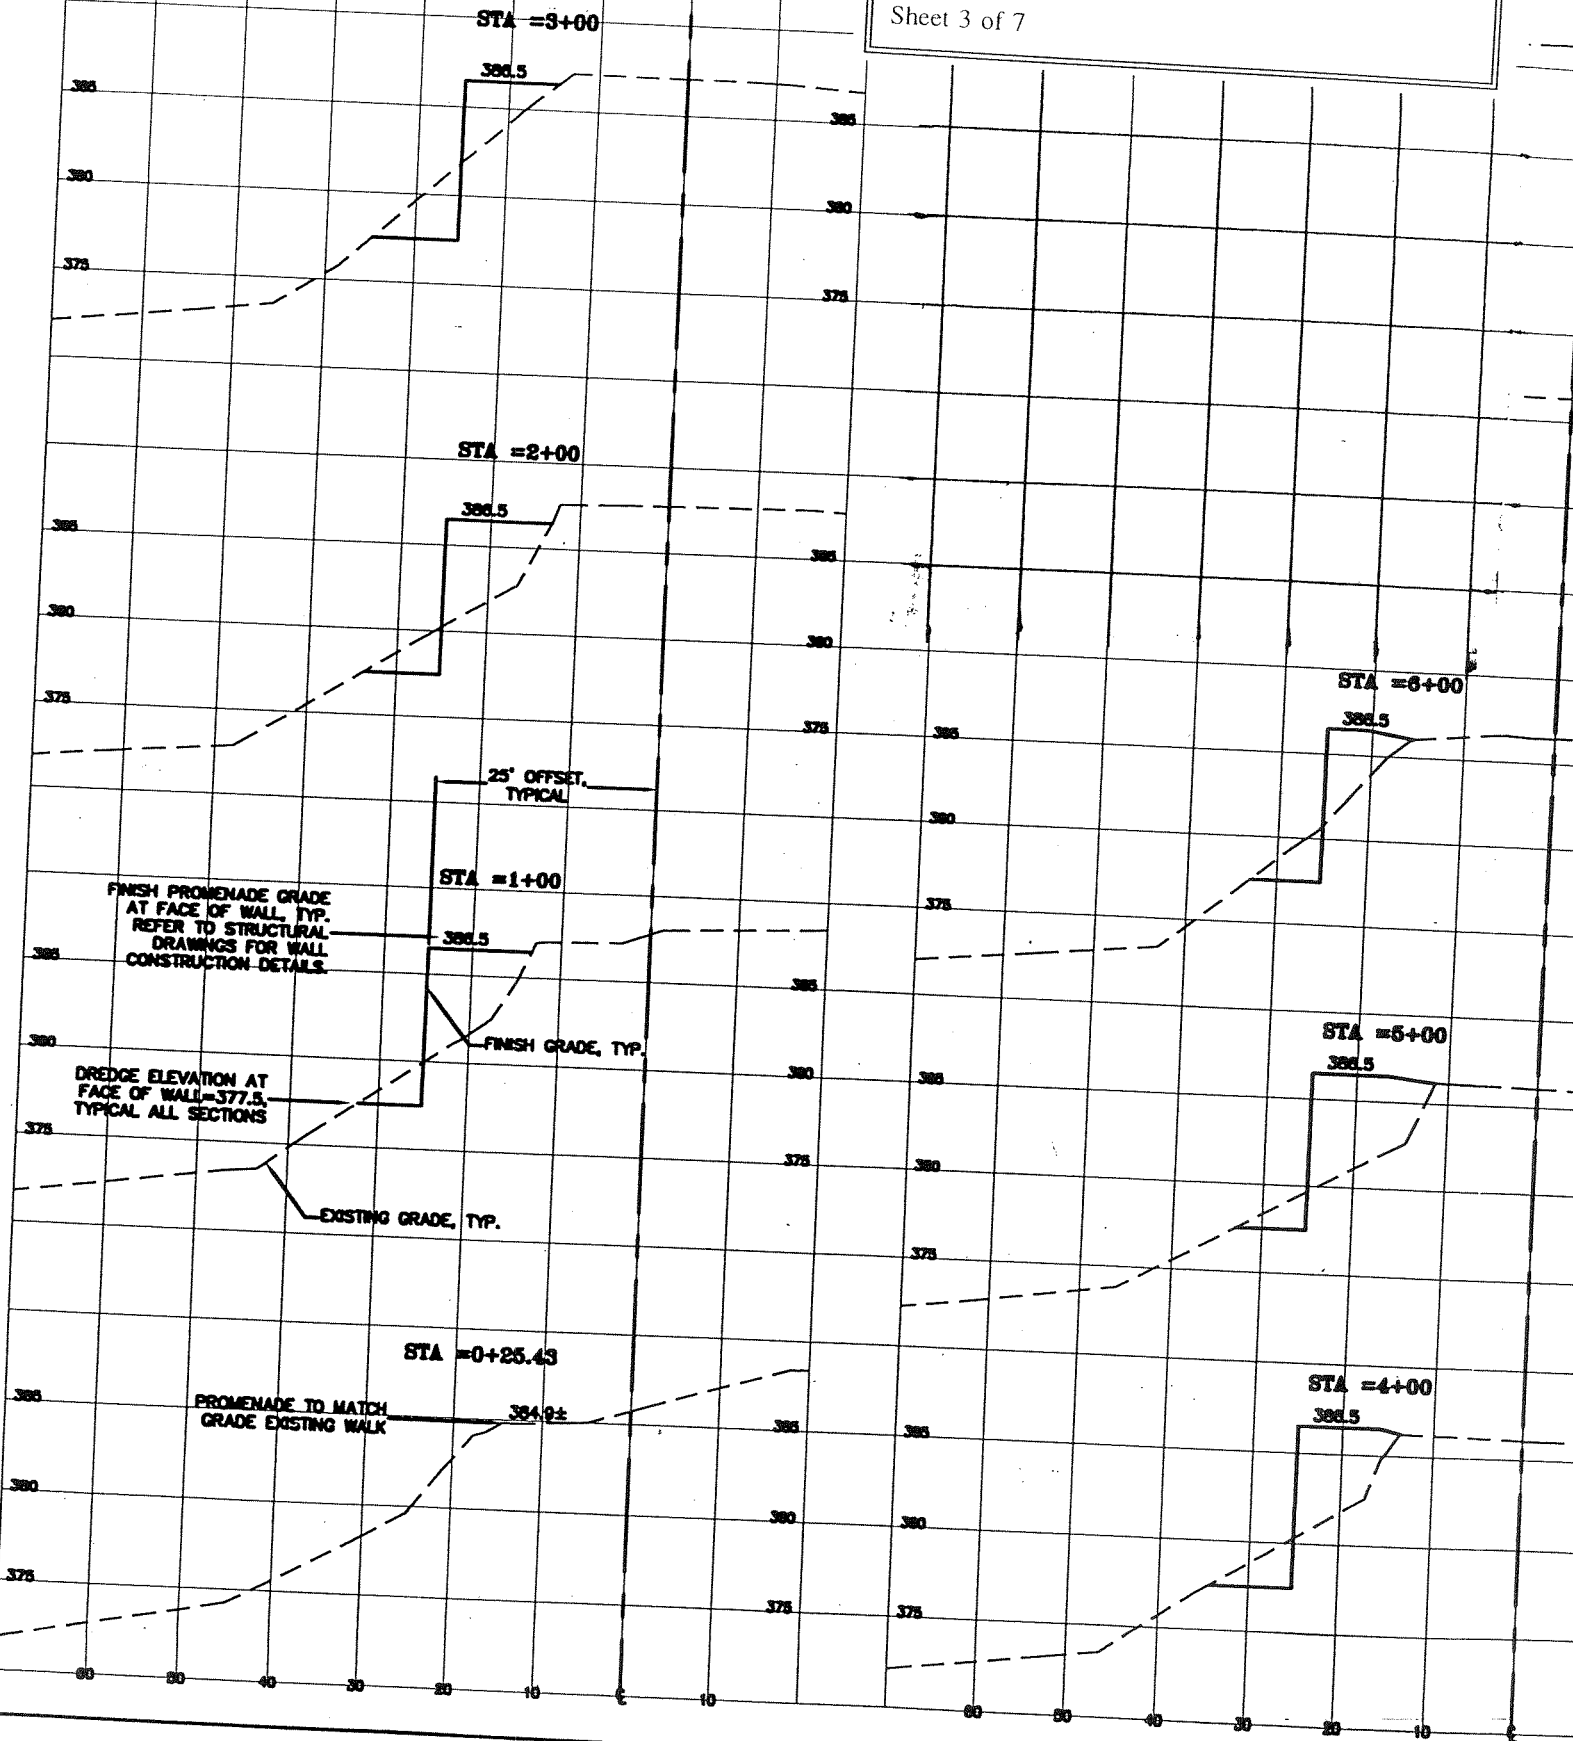 Sheet 3 of 7
STA =3+00
386.5
385
380
375
385
380
375
STA =2+00
386.5
385
380
375
385
380
375
25' OFFSET,
TYPICAL
STA =1+00
FINISH PROMENADE GRADE
AT FACE OF WALL, TYP.
REFER TO STRUCTURAL
DRAWINGS FOR WALL
CONSTRUCTION DETAILS.
386.5
385
380
375
385
380
375
FINISH GRADE, TYP.
DREDGE ELEVATION AT
FACE OF WALL=377.5,
TYPICAL ALL SECTIONS
EXISTING GRADE, TYP.
STA =0+25.43
PROMENADE TO MATCH
GRADE EXISTING WALK
384.9±
385
380
375
385
380
375
60 50 40 30 20 10 ℄ 10
STA =6+00
386.5
385
380
375
STA =5+00
386.5
385
380
375
STA =4+00
386.5
385
380
375
60 50 40 30 20 10 ℄